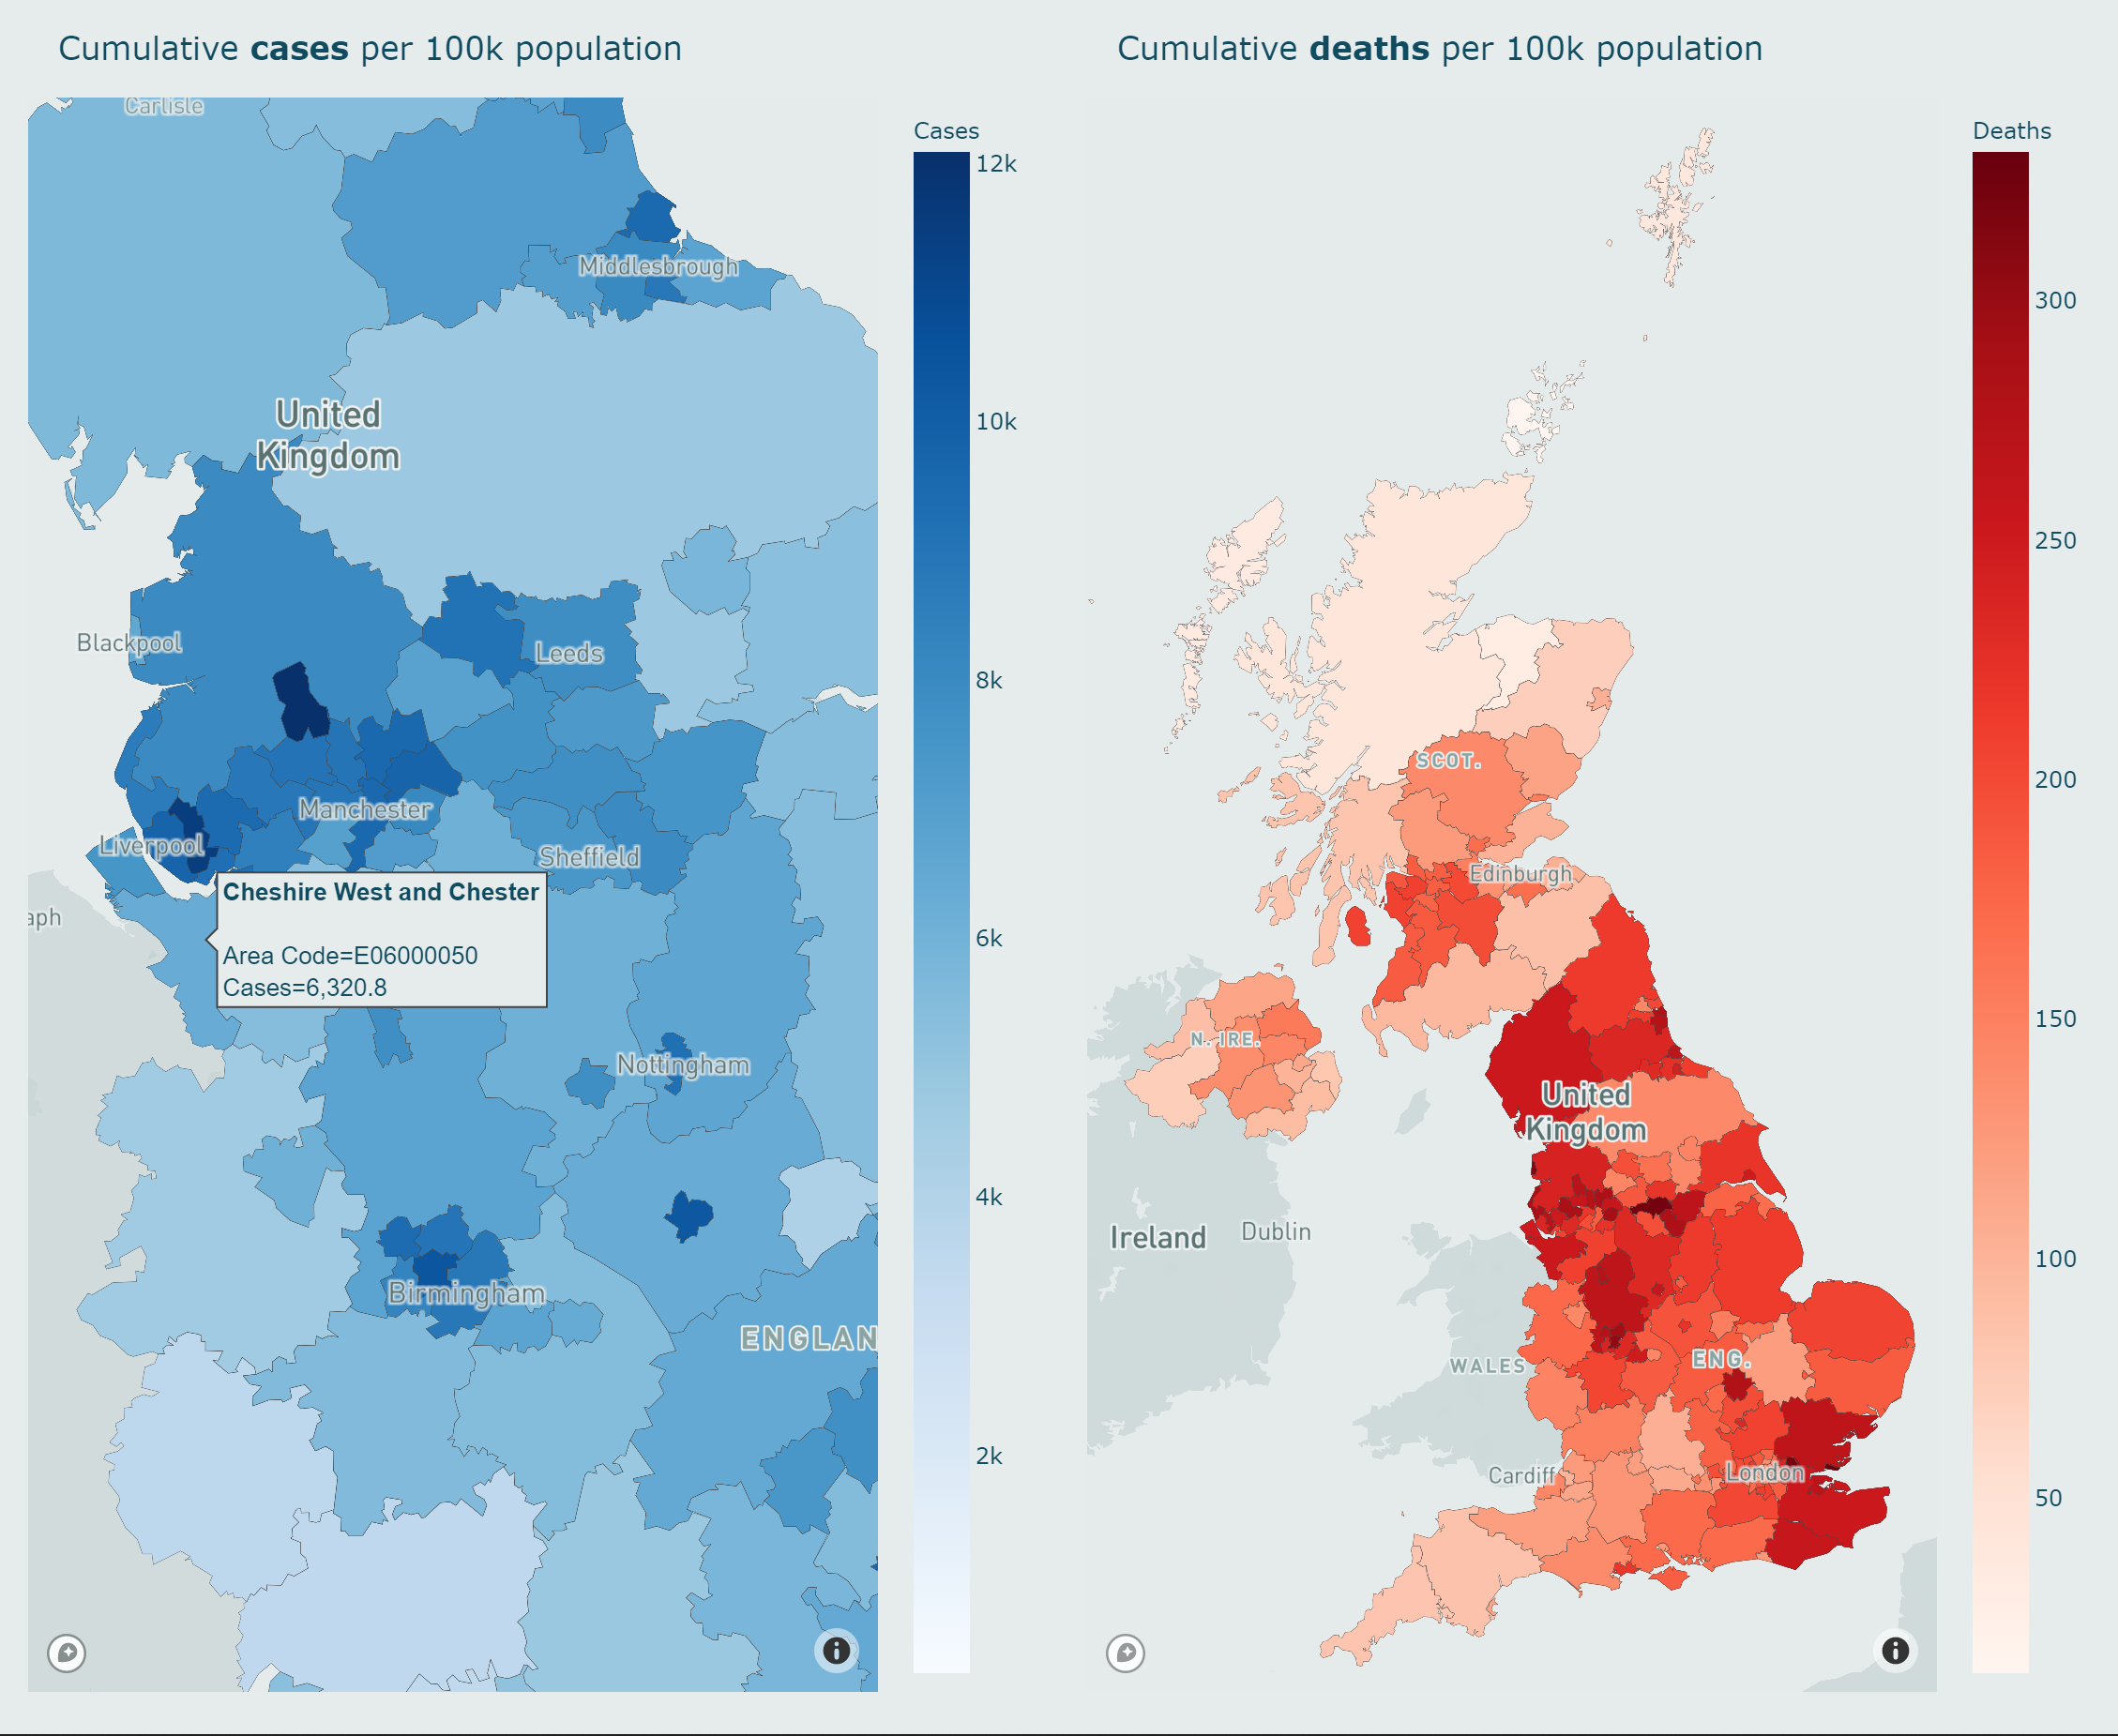 Cumulative cases per 100k population
Carlisle
Middlesbrough
United
Kingdom
Blackpool
Leeds
Manchester
Liverpool
Sheffield
Cheshire West and Chester
Area Code=E06000050
Cases=6,320.8
aph
Nottingham
Birmingham
ENGLAN
Cases
12k
10k
8k
6k
4k
2k
Cumulative deaths per 100k population
SCOT.
Edinburgh
N. IRE.
United
Kingdom
Ireland
Dublin
WALES
ENG.
Cardiff
London
Deaths
300
250
200
150
100
50